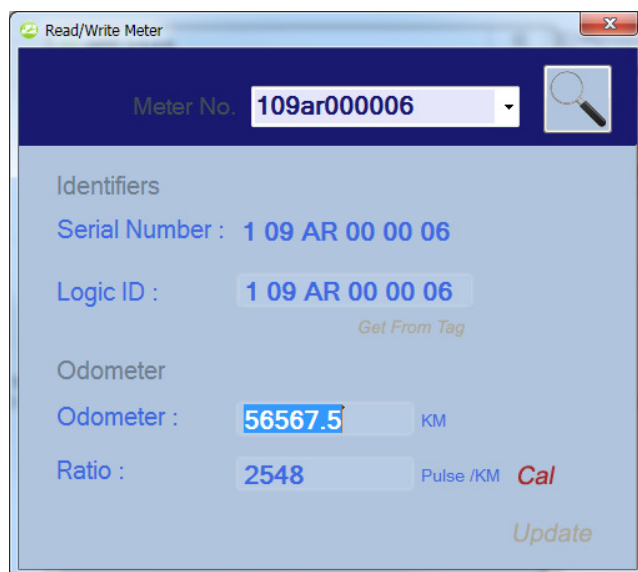 Read/Write Meter
Meter No. 109ar000006
Identifiers
Serial Number : 1 09 AR 00 00 06
Logic ID : 1 09 AR 00 00 06
Get From Tag
Odometer
Odometer : 56567.5 KM
Ratio : 2548 Pulse /KM Cal
Update